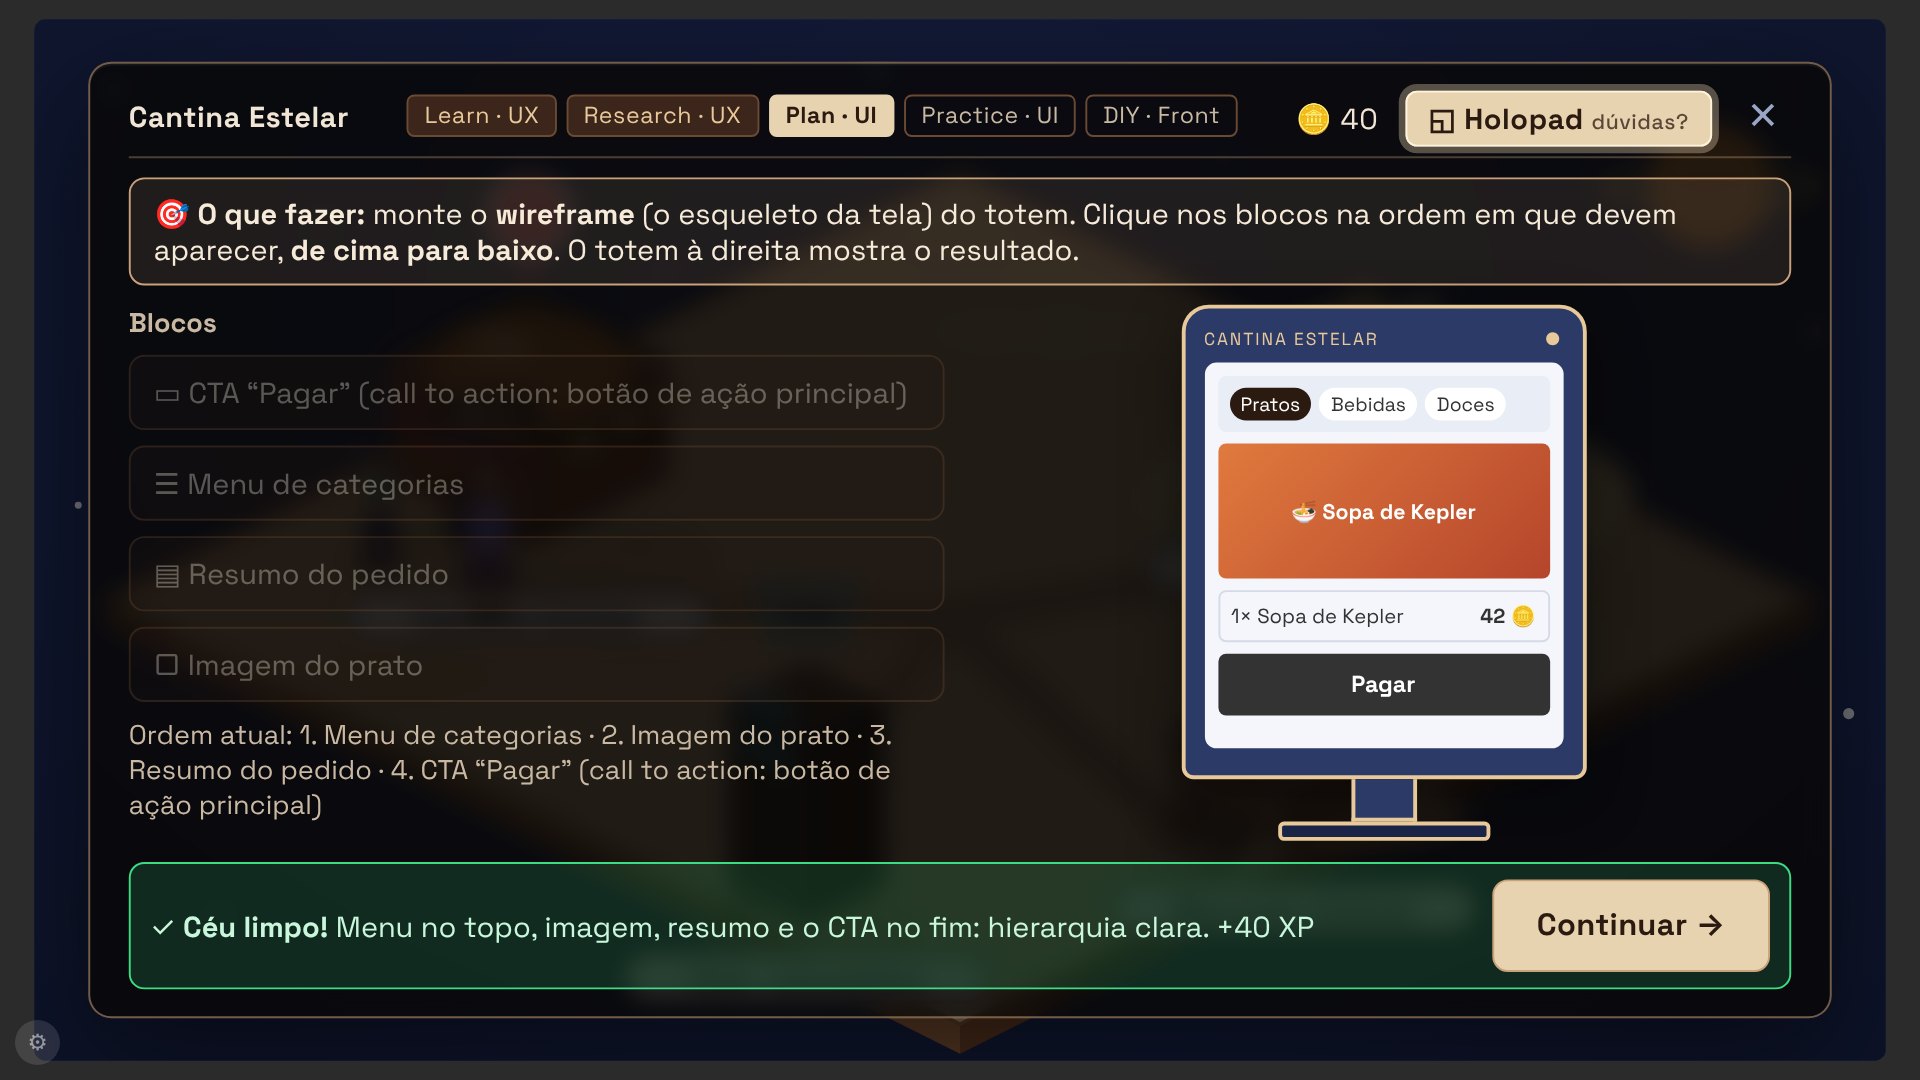 Cantina Estelar
Learn · UX
Research · UX
Plan · UI
Practice · UI
DIY · Front
40
Holopad dúvidas?
O que fazer: monte o wireframe (o esqueleto da tela) do totem. Clique nos blocos na ordem em que devem
aparecer, de cima para baixo. O totem à direita mostra o resultado.
Blocos
CTA “Pagar” (call to action: botão de ação principal)
Menu de categorias
Resumo do pedido
Imagem do prato
Ordem atual: 1. Menu de categorias · 2. Imagem do prato · 3.
Resumo do pedido · 4. CTA “Pagar” (call to action: botão de
ação principal)
CANTINA ESTELAR
Pratos
Bebidas
Doces
Sopa de Kepler
1× Sopa de Kepler
42
Pagar
✓ Céu limpo! Menu no topo, imagem, resumo e o CTA no fim: hierarquia clara. +40 XP
Continuar →